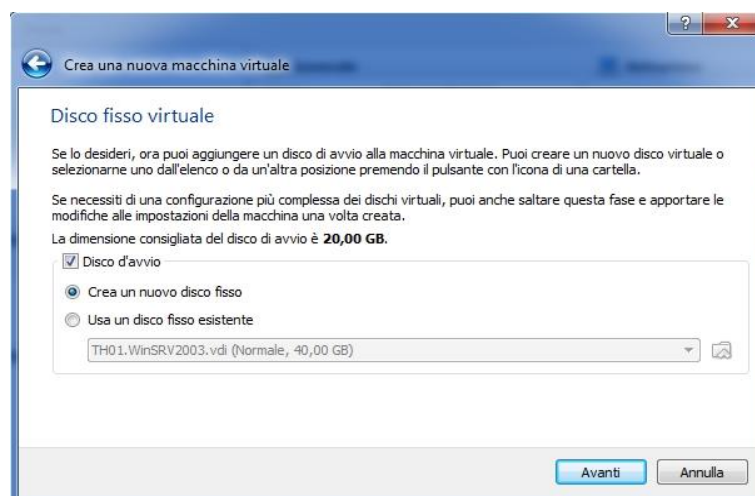 Crea una nuova macchina virtuale
Disco fisso virtuale
Se lo desideri, ora puoi aggiungere un disco di avvio alla macchina virtuale. Puoi creare un nuovo disco virtuale o
selezionarne uno dall'elenco o da un'altra posizione premendo il pulsante con l'icona di una cartella.
Se necessiti di una configurazione più complessa dei dischi virtuali, puoi anche saltare questa fase e apportare le
modifiche alle impostazioni della macchina una volta creata.
La dimensione consigliata del disco di avvio è 20,00 GB.
Disco d'avvio
Crea un nuovo disco fisso
Usa un disco fisso esistente
TH01.WinSRV2003.vdi (Normale, 40,00 GB)
Avanti Annulla